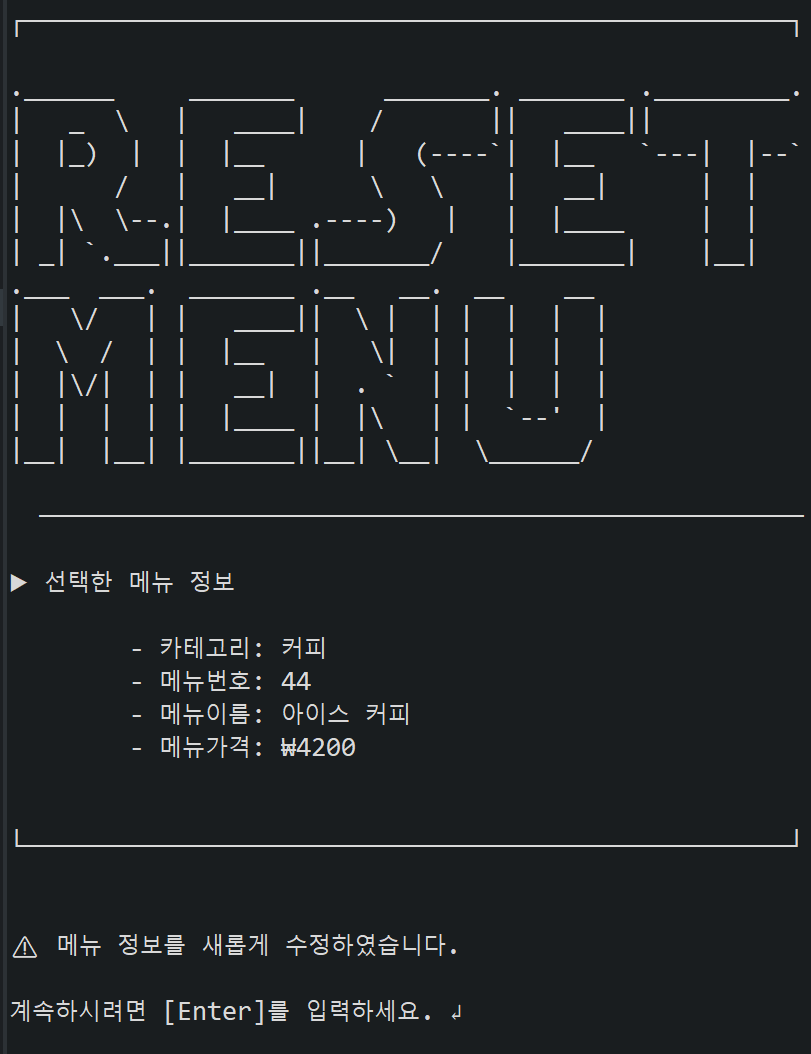 RESET
MENU
▶ 선택한 메뉴 정보
- 카테고리: 커피
- 메뉴번호: 44
- 메뉴이름: 아이스 커피
- 메뉴가격: ₩4200
⚠ 메뉴 정보를 새롭게 수정하였습니다.
계속하시려면 [Enter]를 입력하세요. ↲